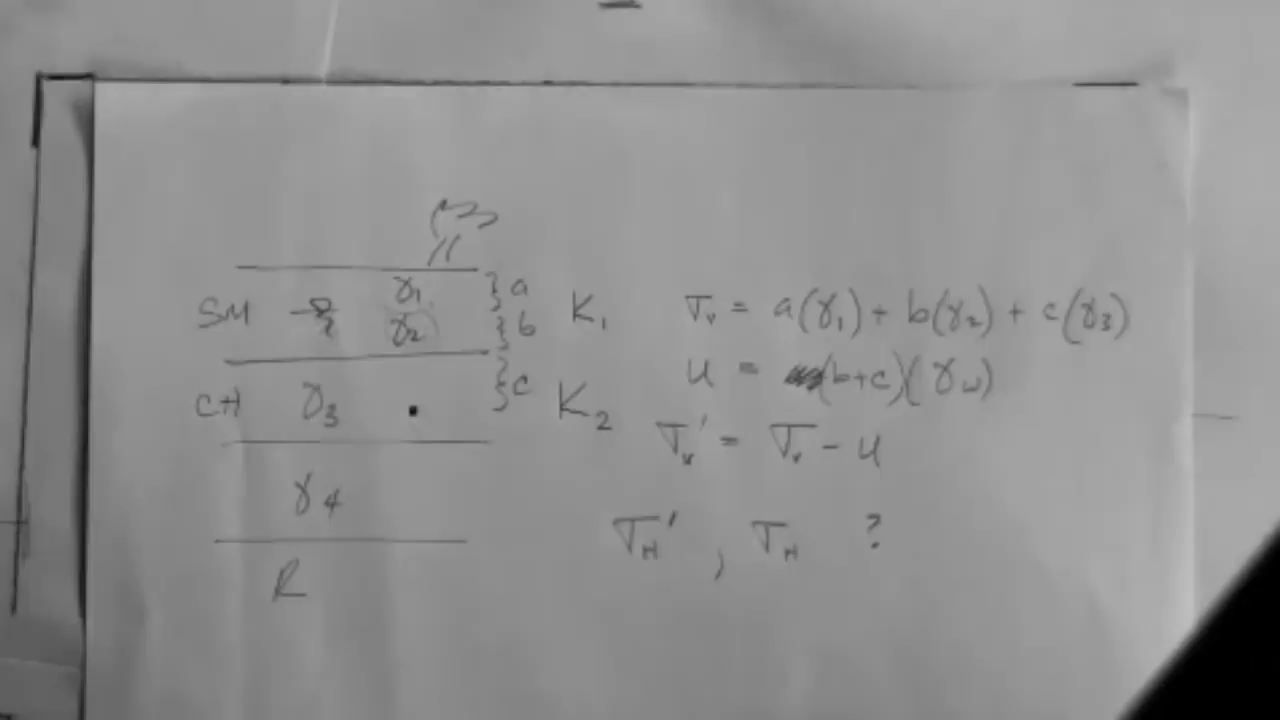 γ1 } a
SM γ2 } b K1
CH γ3 } c K2
γ4
R
σv = a(γ1) + b(γ2) + c(γ3)
u = (b+c)(γw)
σv' = σv - u
σH', σH ?